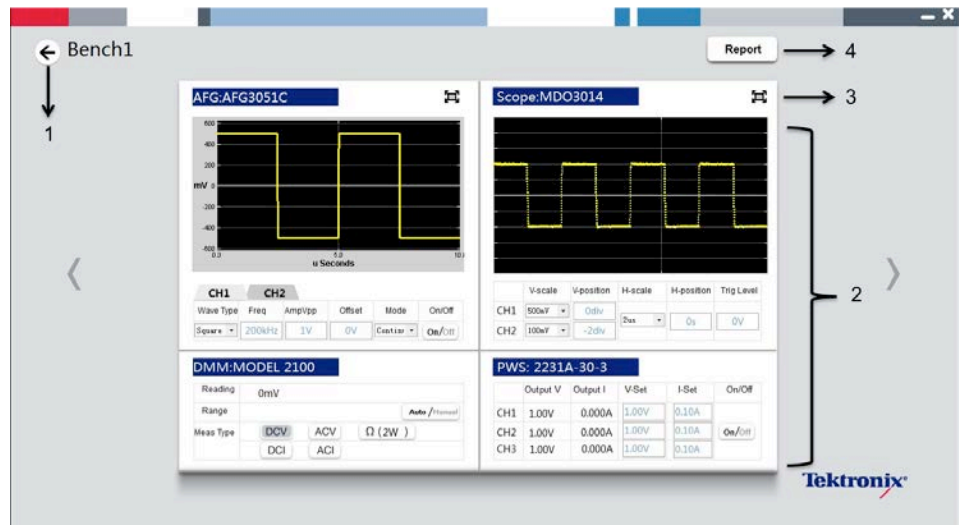 Bench1
Report
4
1
AFG:AFG3051C
Scope:MDO3014
3
600
400
200
mV 0
-200
-400
-600
0.0 5.0 10.0
u Seconds
CH1 CH2
Wave Type Freq AmpVpp Offset Mode On/Off
Square 200kHz 1V 0V Continu On/Off
V-scale V-position H-scale H-position Trig Level
CH1 500mV 0div 2us 0s 0V
CH2 100mV -2div
2
DMM:MODEL 2100
Reading 0mV
Range Auto/Manual
Meas Type DCV ACV Ω (2W )
DCI ACI
PWS: 2231A-30-3
Output V Output I V-Set I-Set On/Off
CH1 1.00V 0.000A 1.00V 0.10A
CH2 1.00V 0.000A 1.00V 0.10A On/Off
CH3 1.00V 0.000A 1.00V 0.10A
Tektronix